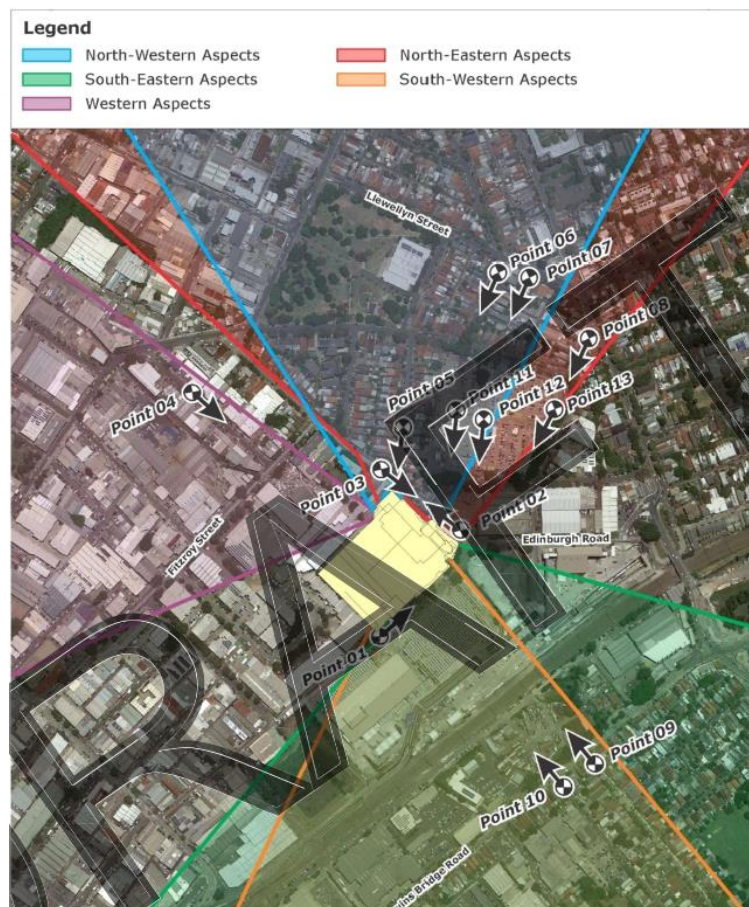 Legend
North-Western Aspects
North-Eastern Aspects
South-Eastern Aspects
South-Western Aspects
Western Aspects
Llewellyn Street
Point 06
Point 07
Point 08
Point 05
Point 11
Point 12
Point 13
Point 04
Point 03
Point 02
Edinburgh Road
Fitzroy Street
Point 01
Point 09
Point 10
Bridge Road